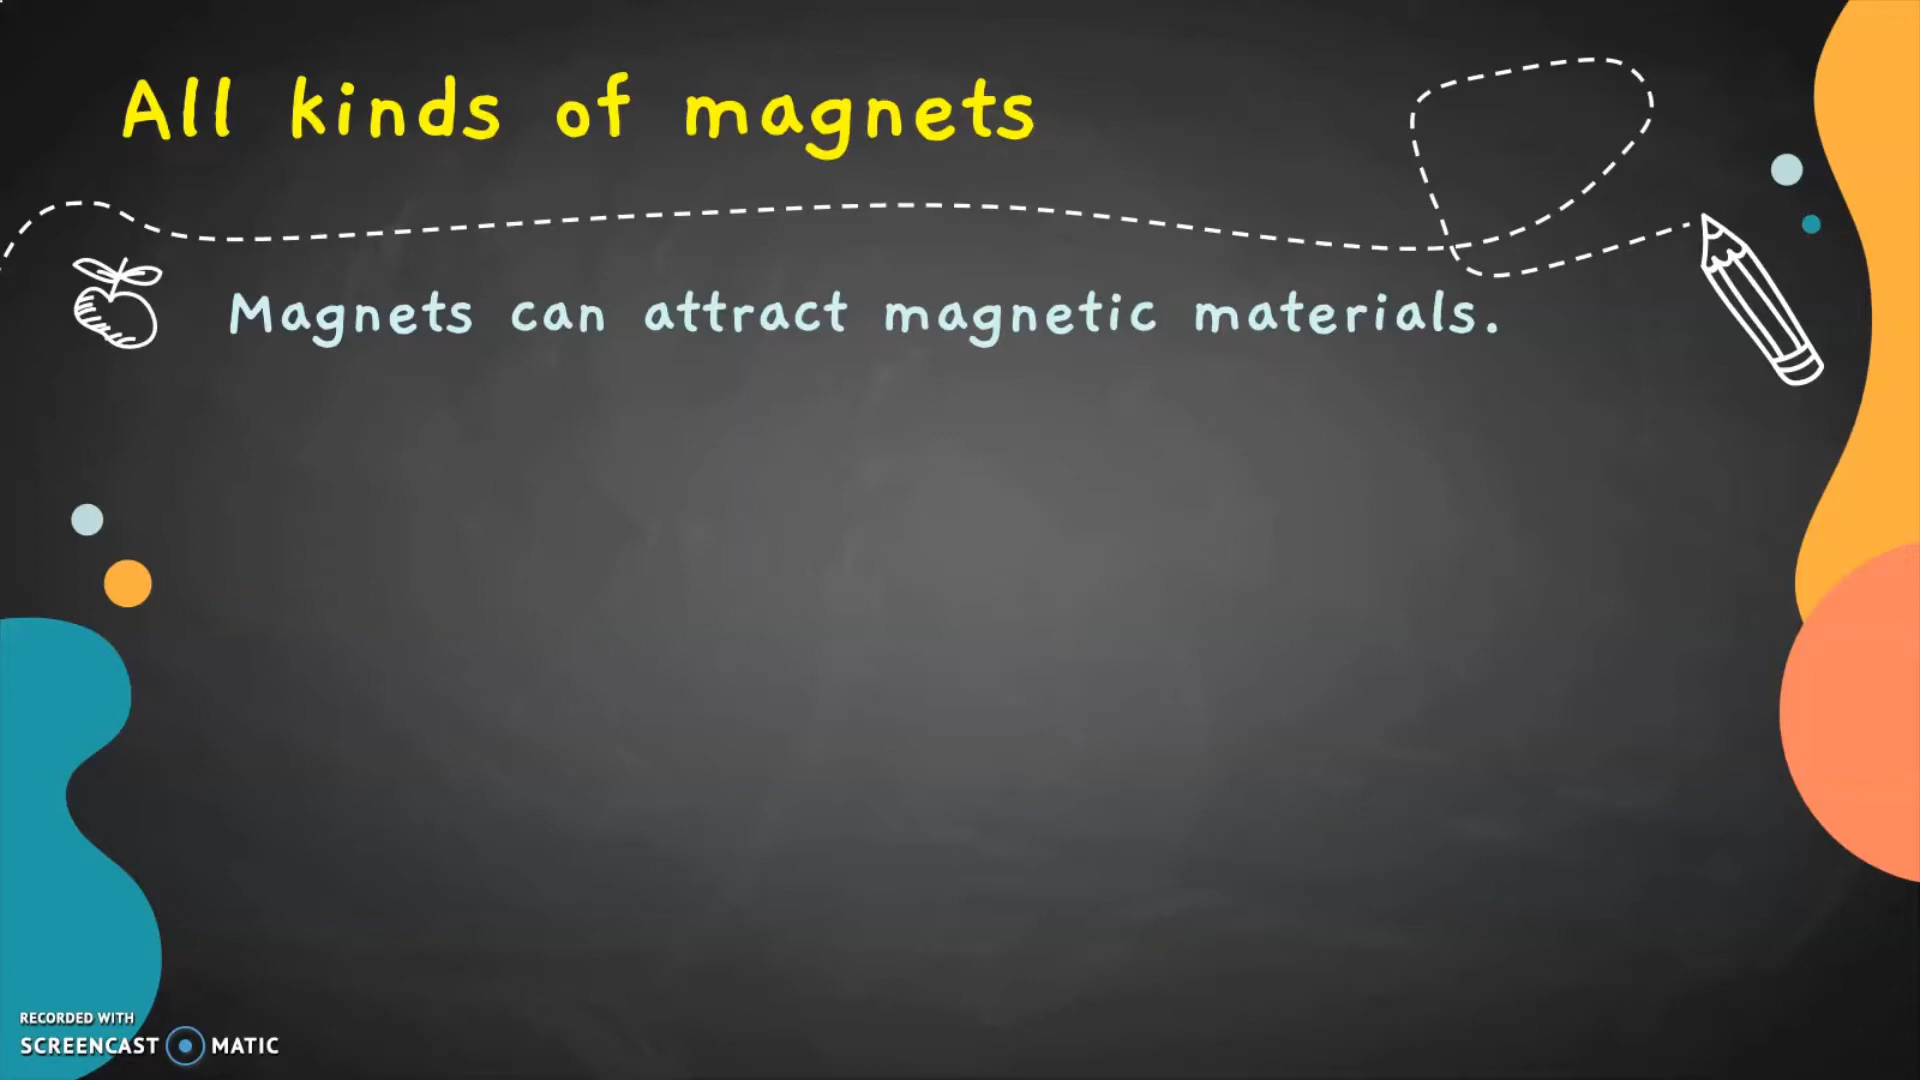 All kinds of magnets
Magnets can attract magnetic materials.
RECORDED WITH
SCREENCAST MATIC